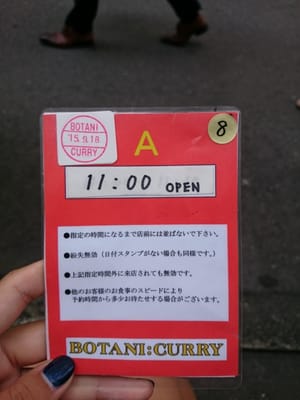 BOTANI
'15.9.18
CURRY
A
8
11:00 OPEN
●指定の時間になるまで店前には並ばないで下さい。
●紛失無効（日付スタンプがない場合も同様です。）
●上記指定時間外に来店されても無効です。
●他のお客様のお食事のスピードにより
予約時間から多少お待たせする場合がございます。
BOTANI:CURRY